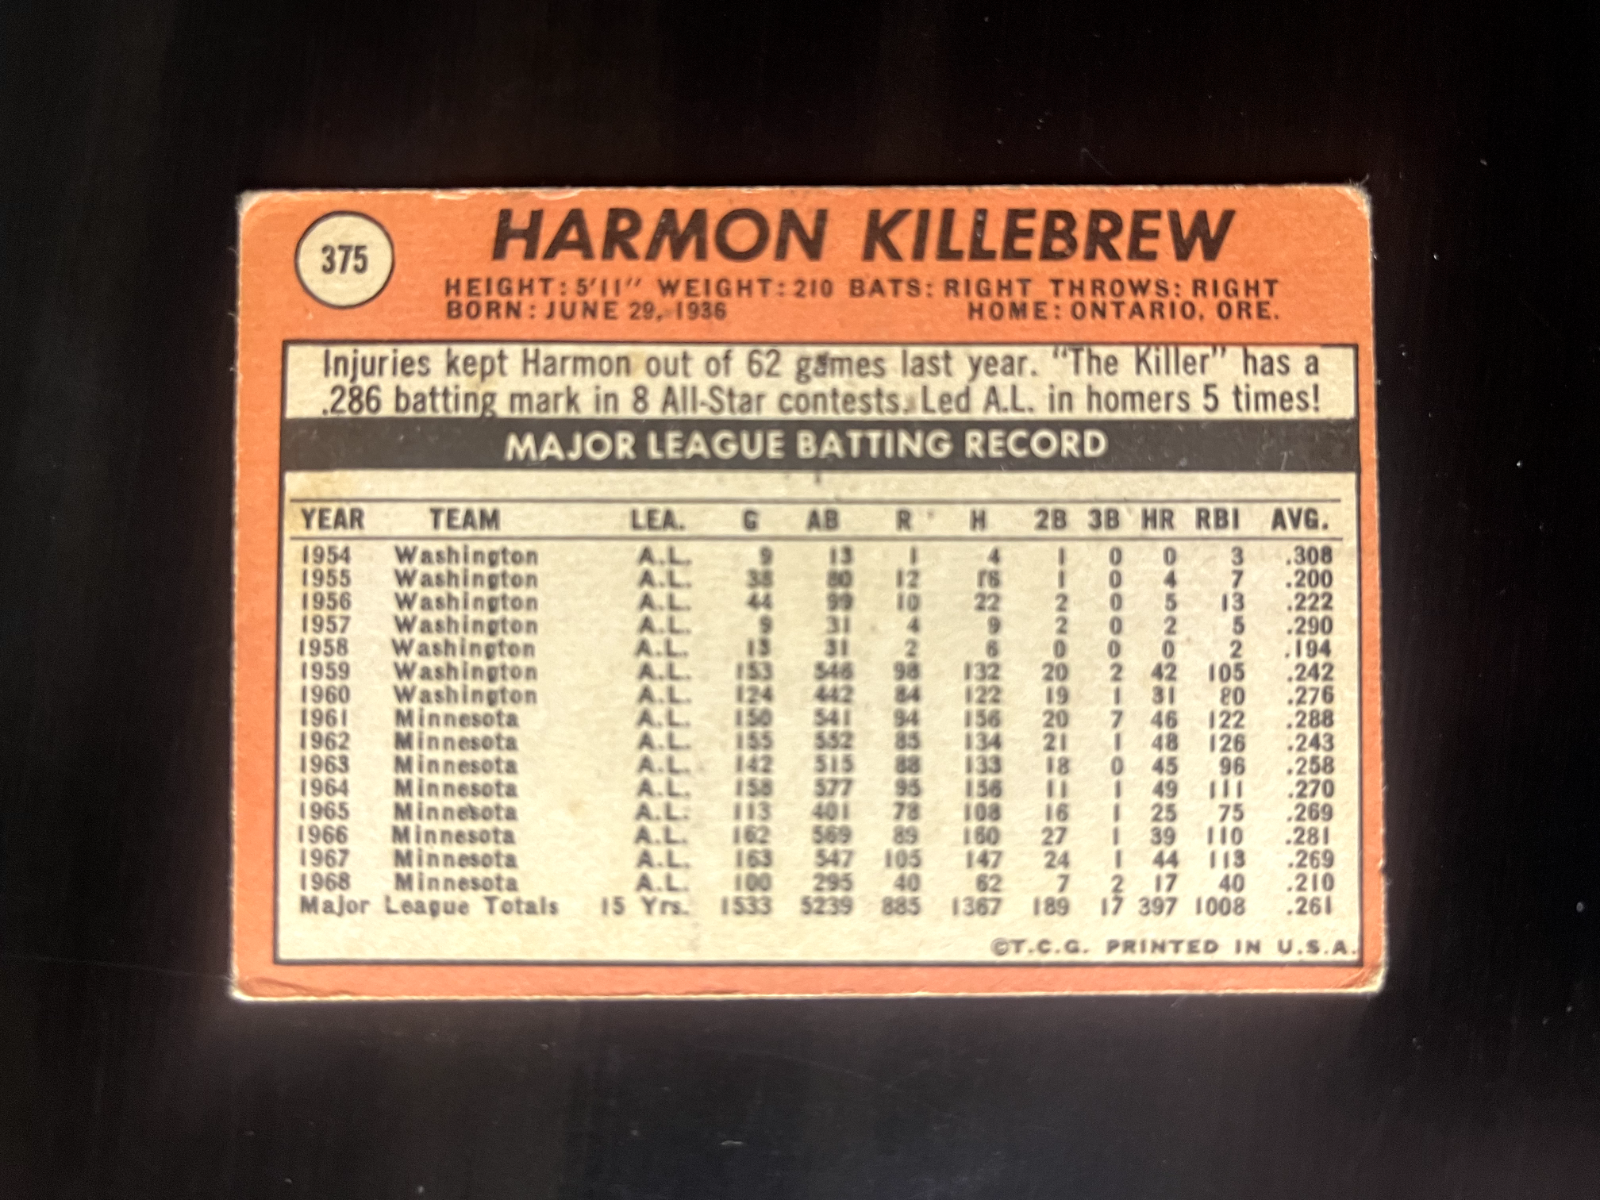 375
HARMON KILLEBREW
HEIGHT: 5'11" WEIGHT: 210 BATS: RIGHT THROWS: RIGHT
BORN: JUNE 29, 1936 HOME: ONTARIO, ORE.
Injuries kept Harmon out of 62 games last year. "The Killer" has a
.286 batting mark in 8 All-Star contests. Led A.L. in homers 5 times!
MAJOR LEAGUE BATTING RECORD
YEAR TEAM LEA. G AB R H 2B 3B HR RBI AVG.
1954 Washington A.L. 9 13 1 4 1 0 0 3 .308
1955 Washington A.L. 38 80 12 16 1 0 4 7 .200
1956 Washington A.L. 44 99 10 22 2 0 5 13 .222
1957 Washington A.L. 9 31 4 9 2 0 2 5 .290
1958 Washington A.L. 13 31 2 6 0 0 0 2 .194
1959 Washington A.L. 153 546 98 132 20 2 42 105 .242
1960 Washington A.L. 124 442 84 122 19 1 31 80 .276
1961 Minnesota A.L. 150 541 94 156 20 7 46 122 .288
1962 Minnesota A.L. 155 552 85 134 21 1 48 126 .243
1963 Minnesota A.L. 142 515 88 133 18 0 45 96 .258
1964 Minnesota A.L. 158 577 95 156 11 1 49 111 .270
1965 Minnesota A.L. 113 401 78 108 16 1 25 75 .269
1966 Minnesota A.L. 162 569 89 160 27 1 39 110 .281
1967 Minnesota A.L. 163 547 105 147 24 1 44 113 .269
1968 Minnesota A.L. 100 295 40 62 7 2 17 40 .210
Major League Totals 15 Yrs. 1533 5239 885 1367 189 17 397 1008 .261
©T.C.G. PRINTED IN U.S.A.